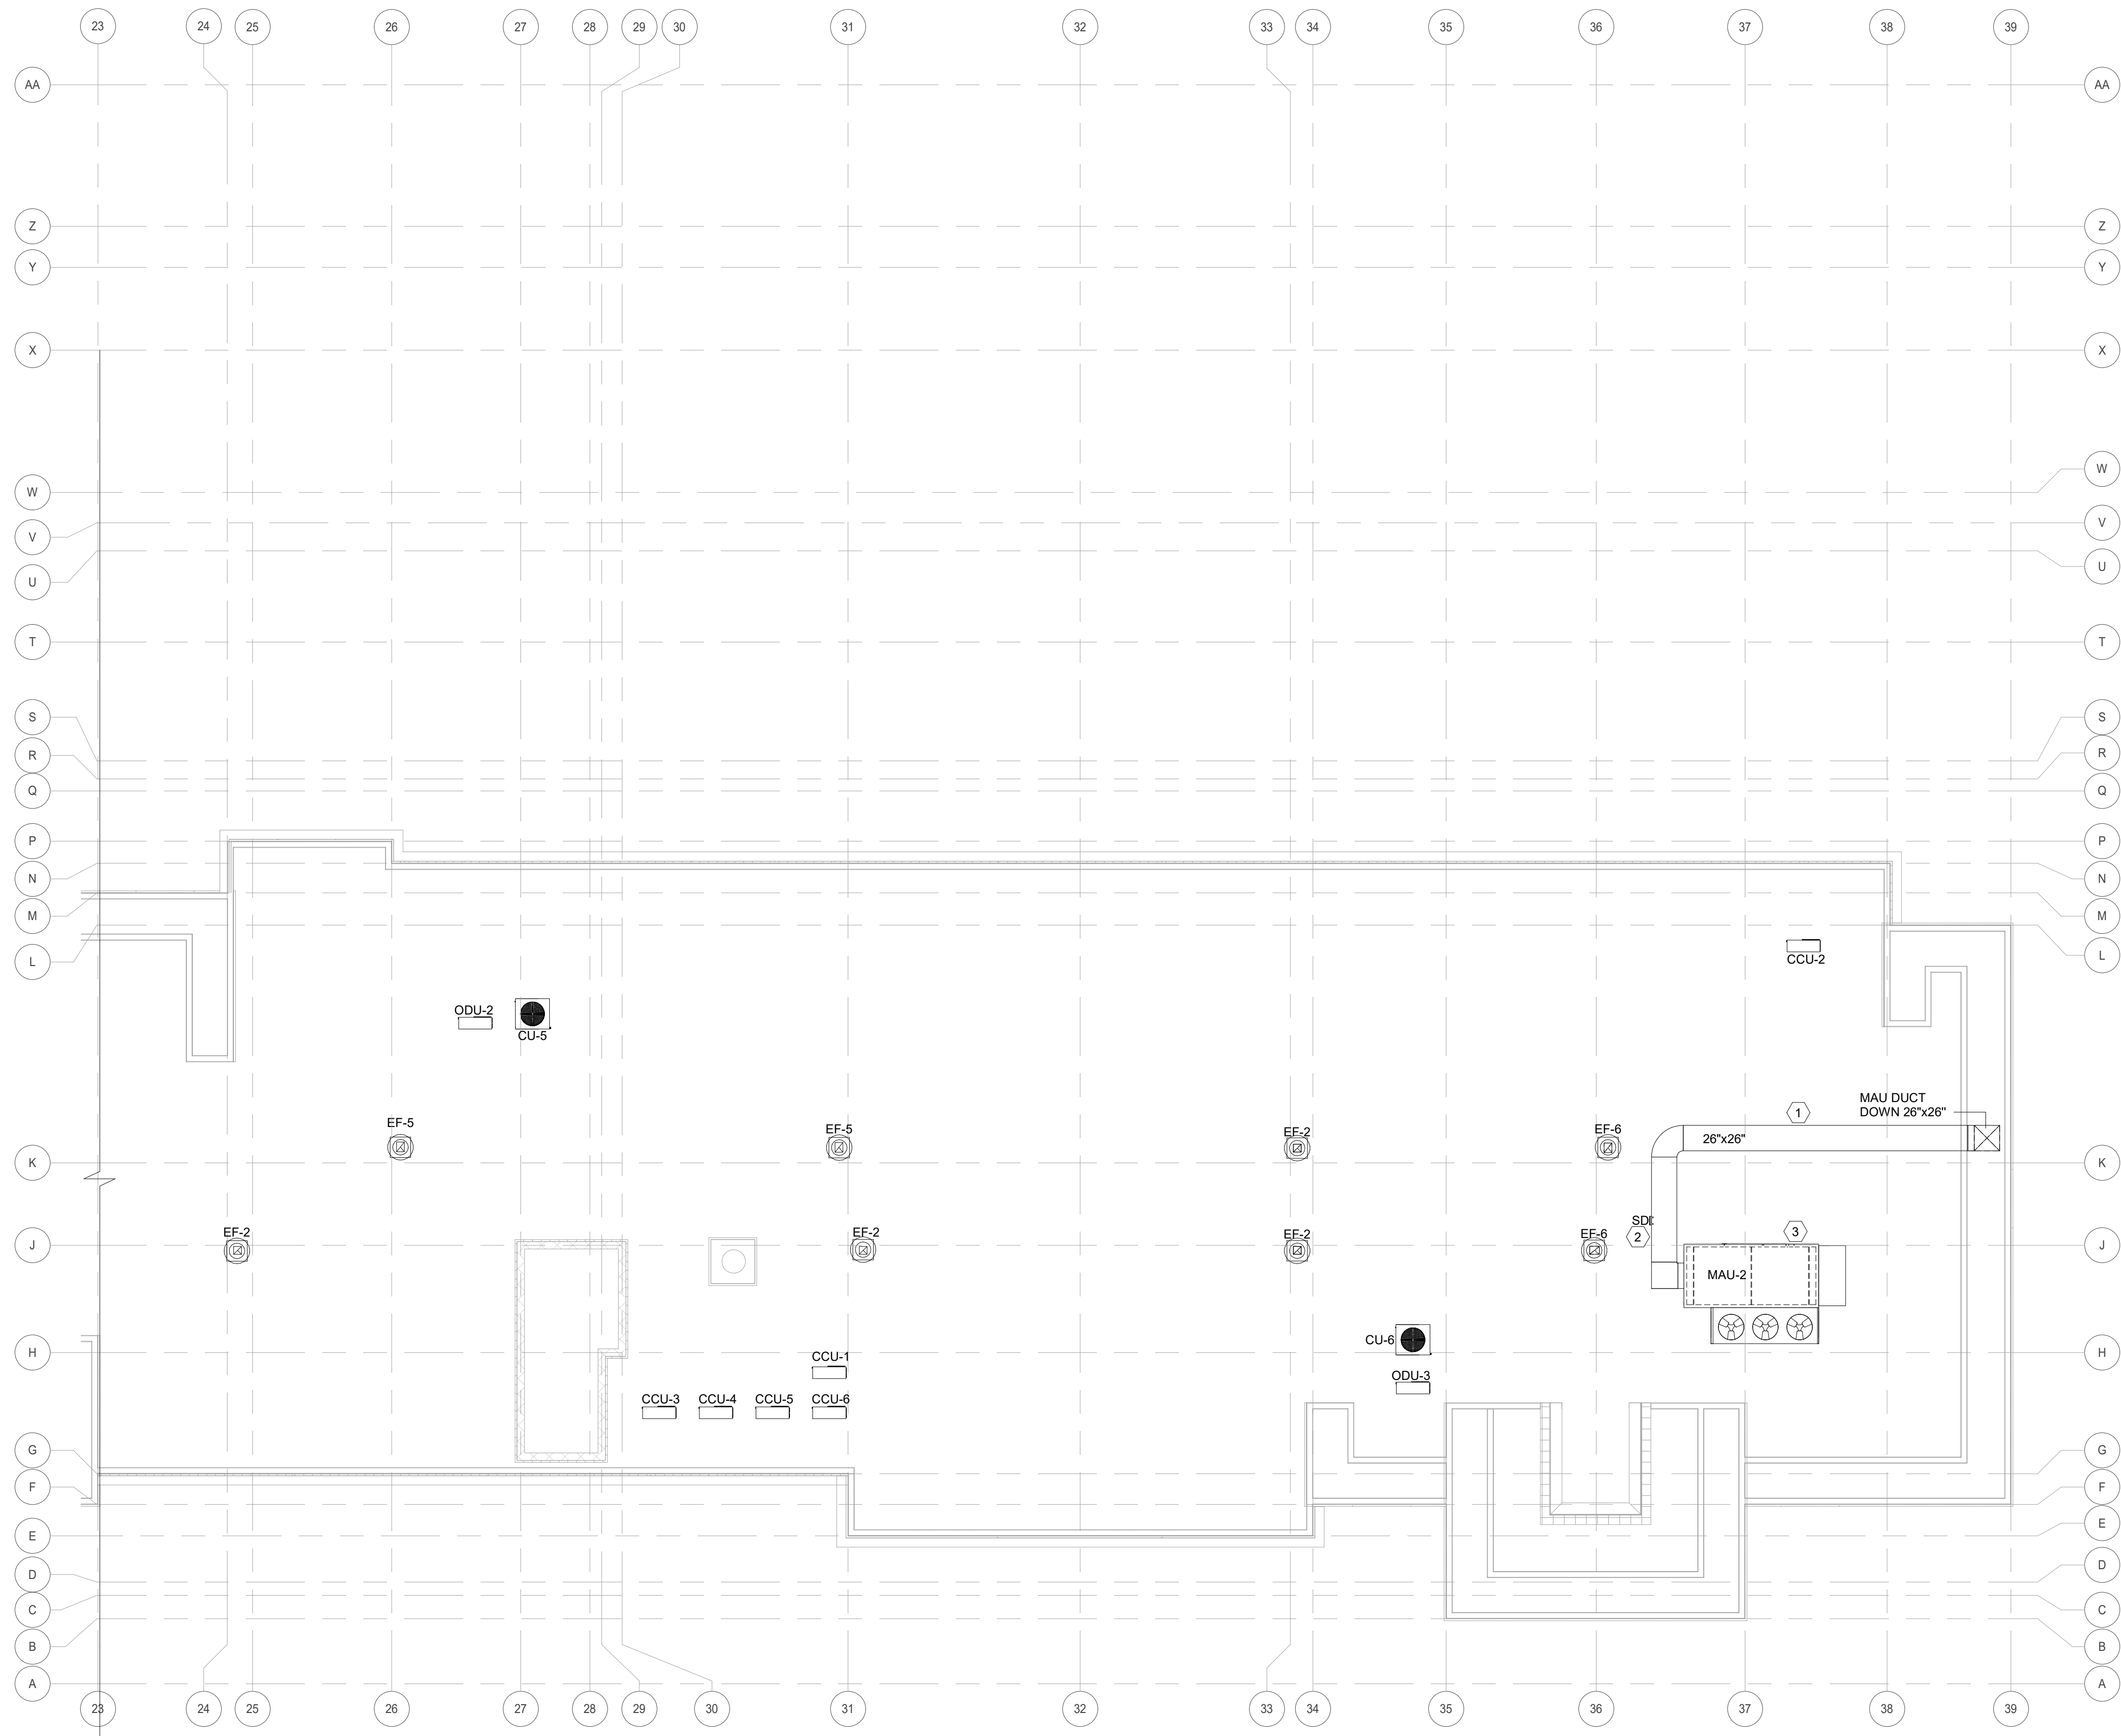 23 24 25 26 27 28 29 30 31 32 33 34 35 36 37 38 39
AA AA
Z Z
Y Y
X X
W W
V V
U U
T T
S S
R R
Q Q
P P
N N
M M
L L
CCU-2
ODU-2
CU-5
MAU DUCT
DOWN 26"x26"
1
EF-5 EF-5 EF-2 EF-6
26"x26"
K K
SD
2
3
EF-2 EF-2 EF-2 EF-6
J J
MAU-2
CU-6
H H
CCU-1
ODU-3
CCU-3 CCU-4 CCU-5 CCU-6
G G
F F
E E
D D
C C
B B
A A
23 24 25 26 27 28 29 30 31 32 33 34 35 36 37 38 39